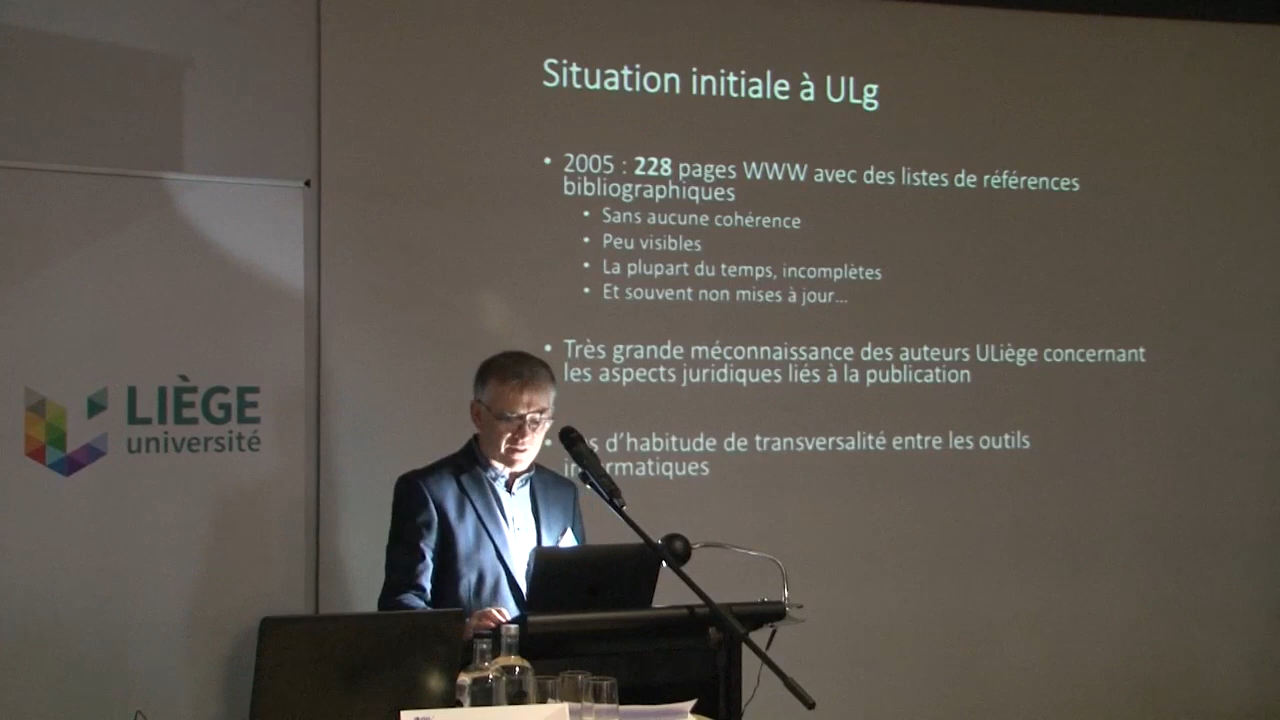 Situation initiale à ULg
• 2005 : 228 pages WWW avec des listes de références
bibliographiques
• Sans aucune cohérence
• Peu visibles
• La plupart du temps, incomplètes
• Et souvent non mises à jour...
• Très grande méconnaissance des auteurs ULiège concernant
les aspects juridiques liés à la publication
d'habitude de transversalité entre les outils
LIÈGE
université